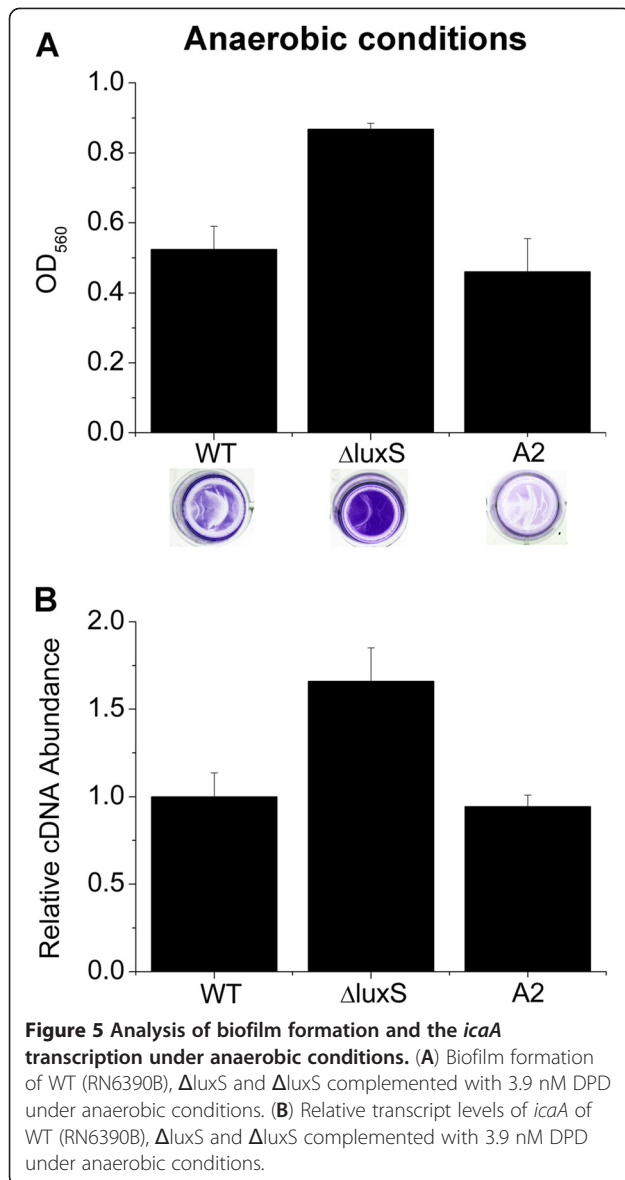 Anaerobic conditions
A
1.0
0.8
0.6
0.4
0.2
0.0
OD560
WT ΔluxS A2
B
2.0
1.5
1.0
0.5
0.0
Relative cDNA Abundance
WT ΔluxS A2
Figure 5 Analysis of biofilm formation and the icaA
transcription under anaerobic conditions. (A) Biofilm formation
of WT (RN6390B), ΔluxS and ΔluxS complemented with 3.9 nM DPD
under anaerobic conditions. (B) Relative transcript levels of icaA of
WT (RN6390B), ΔluxS and ΔluxS complemented with 3.9 nM DPD
under anaerobic conditions.